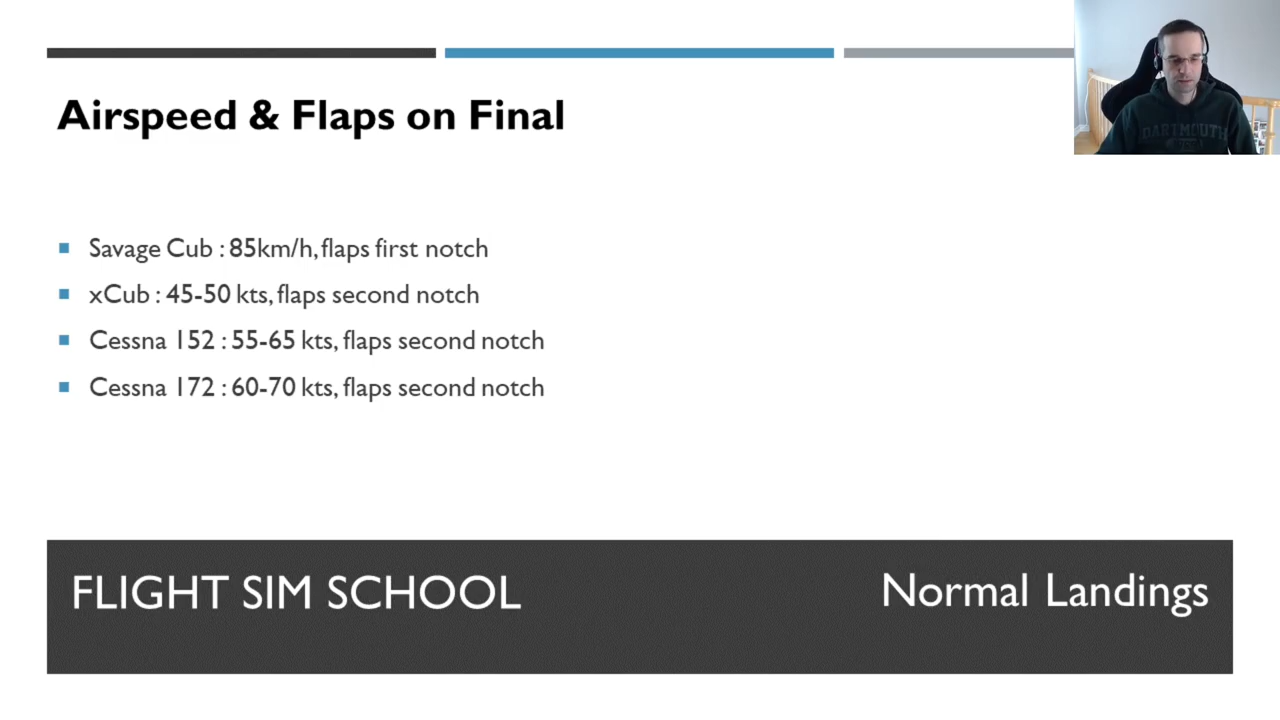 Airspeed & Flaps on Final
DARTMOUTH
Savage Cub : 85km/h, flaps first notch
xCub : 45-50 kts, flaps second notch
Cessna 152 : 55-65 kts, flaps second notch
Cessna 172 : 60-70 kts, flaps second notch
FLIGHT SIM SCHOOL
Normal Landings